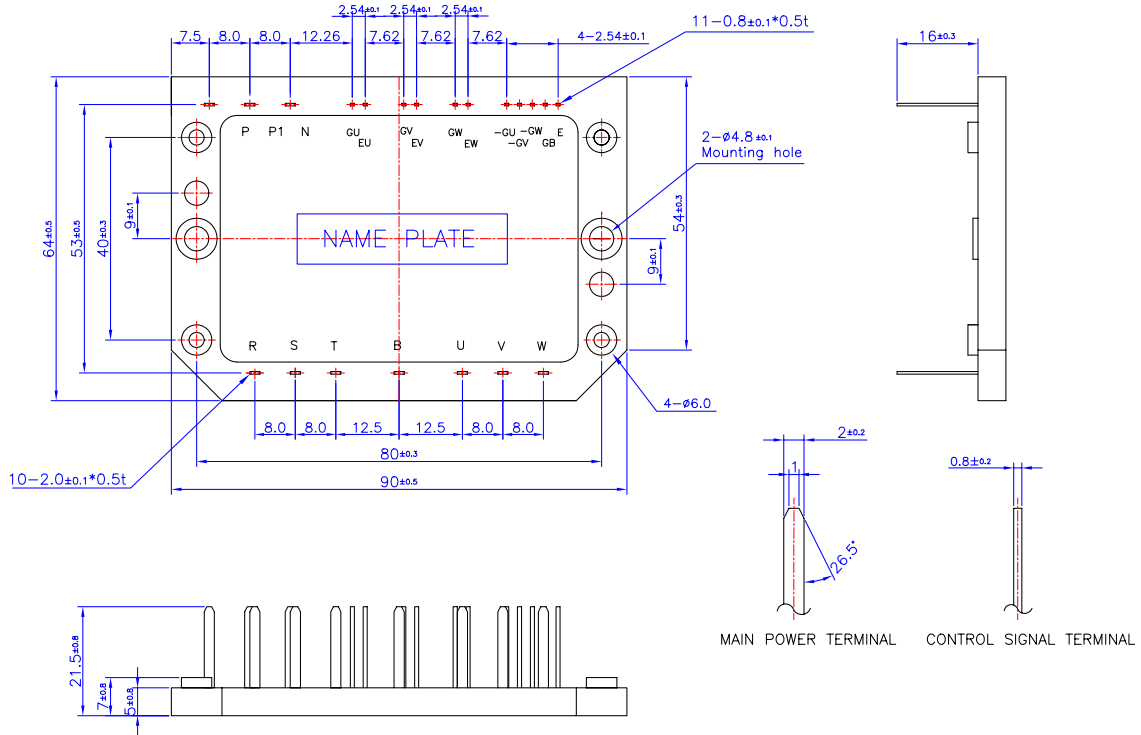 2.54±0.1 2.54±0.1 2.54±0.1
7.5 8.0 8.0 12.26 7.62 7.62 7.62 4-2.54±0.1
11-0.8±0.1*0.5t
16±0.3
P P1 N GU GV GW -GU -GW E
EU EV EW -GV GB
2-ø4.8±0.1
Mounting hole
64±0.5
53±0.5
40±0.3
9±0.1
54±0.3
9±0.1
NAME PLATE
R S T B U V W
4-ø6.0
8.0 8.0 12.5 12.5 8.0 8.0
80±0.3
10-2.0±0.1*0.5t
90±0.5
2±0.2
1
26.5°
0.8±0.2
MAIN POWER TERMINAL
CONTROL SIGNAL TERMINAL
21.5±0.8
7±0.8
5±0.8